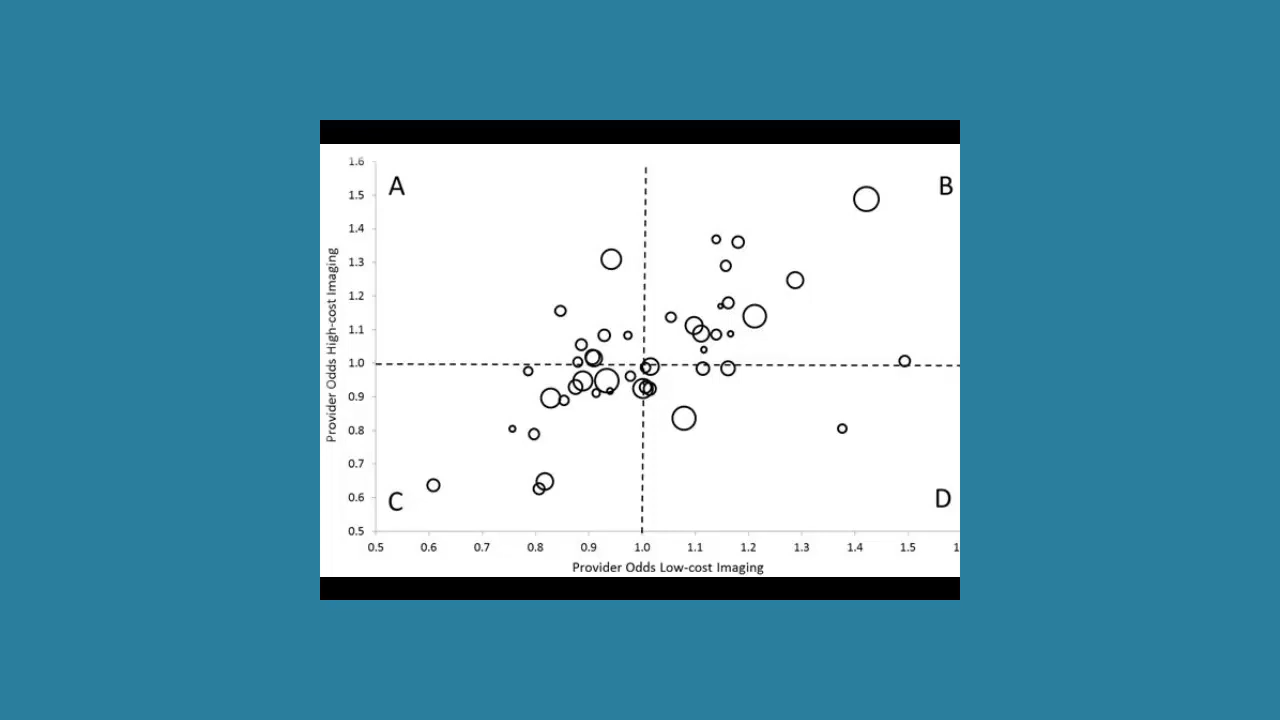 1.6
A
B
1.5
1.4
1.3
1.2
1.1
1.0
0.9
0.8
0.7
0.6
C
D
0.5
Provider Odds High-cost Imaging
0.5 0.6 0.7 0.8 0.9 1.0 1.1 1.2 1.3 1.4 1.5
Provider Odds Low-cost Imaging